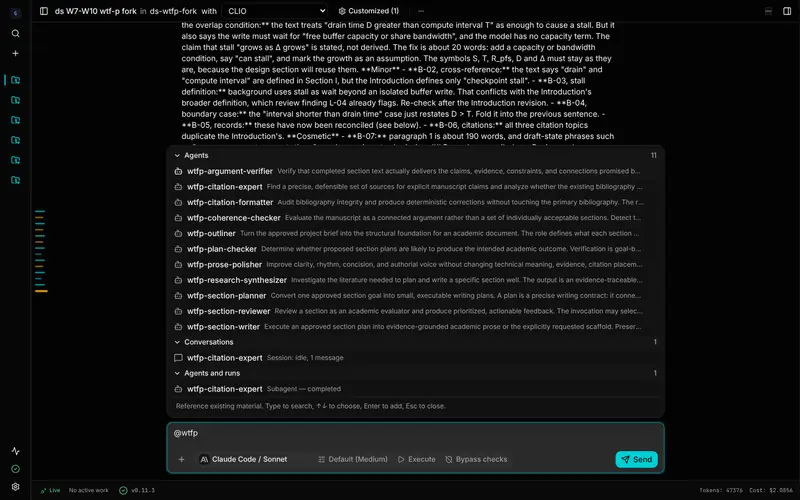 ds W7-W10 wtf-p fork in ds-wtfp-fork with CLIO Customized (1)
the overlap condition:** the text treats "drain time D greater than compute interval T" as enough to cause a stall. But it
also says the write must wait for "free buffer capacity or share bandwidth", and the model has no capacity term. The
claim that stall "grows as Δ grows" is stated, not derived. The fix is about 20 words: add a capacity or bandwidth
condition, say "can stall", and mark the growth as an assumption. The symbols S, T, R_pfs, D and Δ must stay as they
are, because the design section will reuse them. **Minor** - **B-02, cross-reference:** the text says "drain" and
"compute interval" are defined in Section I, but the Introduction defines only "checkpoint stall". - **B-03, stall
definition:** background uses stall as wait beyond an isolated buffer write. That conflicts with the Introduction's
broader definition, which review finding L-04 already flags. Re-check after the Introduction revision. - **B-04,
boundary case:** the "interval shorter than drain time" case just restates D > T. Fold it into the previous sentence. -
**B-05, records:** these have now been reconciled (see below). - **B-06, citations:** all three citation topics
duplicate the Introduction's. **Cosmetic** - **B-07:** paragraph 1 is about 190 words, and draft-state phrases such
Agents 11
wtfp-argument-verifier Verify that completed section text actually delivers the claims, evidence, constraints, and connections promised b...
wtfp-citation-expert Find a precise, defensible set of sources for explicit manuscript claims and analyze whether the existing bibliography ...
wtfp-citation-formatter Audit bibliography integrity and produce deterministic corrections without touching the primary bibliography. The r...
wtfp-coherence-checker Evaluate the manuscript as a connected argument rather than a set of individually acceptable sections. Detect t...
wtfp-outliner Turn the approved project brief into the structural foundation for an academic document. The role defines what each section ...
wtfp-plan-checker Determine whether proposed section plans are likely to produce the intended academic outcome. Verification is goal-b...
wtfp-prose-polisher Improve clarity, rhythm, concision, and authorial voice without changing technical meaning, evidence, citation placem...
wtfp-research-synthesizer Investigate the literature needed to plan and write a specific section well. The output is an evidence-traceable...
wtfp-section-planner Convert one approved section goal into small, executable writing plans. A plan is a precise writing contract: it conne...
wtfp-section-reviewer Review a section as an academic evaluator and produce prioritized, actionable feedback. The invocation may selec...
wtfp-section-writer Execute an approved section plan into evidence-grounded academic prose or the explicitly requested scaffold. Preser...
Conversations 1
wtfp-citation-expert Session: Idle, 1 message
Agents and runs 1
wtfp-citation-expert Subagent — completed
Reference existing material. Type to search, ↑↓ to choose, Enter to add, Esc to close.
@wtfp
Claude Code / Sonnet Default (Medium) Execute Bypass checks Send
Live No active work v0.11.3 Tokens: 47376 Cost: $2.8856